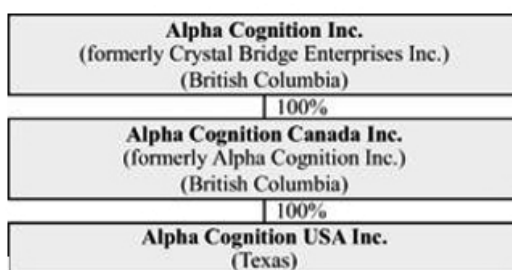 Alpha Cognition Inc.
(formerly Crystal Bridge Enterprises Inc.)
(British Columbia)
100%
Alpha Cognition Canada Inc.
(formerly Alpha Cognition Inc.)
(British Columbia)
100%
Alpha Cognition USA Inc.
(Texas)